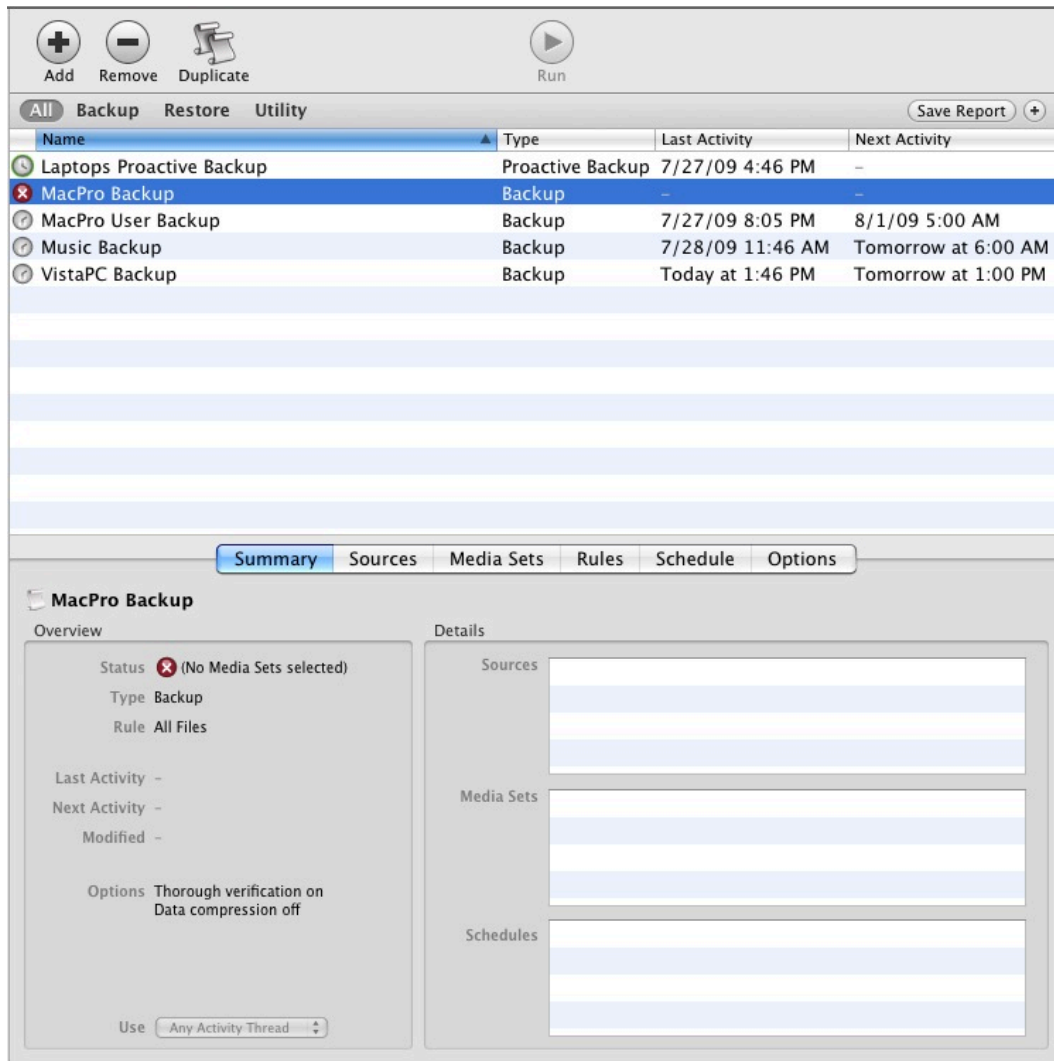 Add Remove Duplicate Run
All Backup Restore Utility Save Report
Name Type Last Activity Next Activity
Laptops Proactive Backup Proactive Backup 7/27/09 4:46 PM –
MacPro Backup Backup – –
MacPro User Backup Backup 7/27/09 8:05 PM 8/1/09 5:00 AM
Music Backup Backup 7/28/09 11:46 AM Tomorrow at 6:00 AM
VistaPC Backup Backup Today at 1:46 PM Tomorrow at 1:00 PM
Summary Sources Media Sets Rules Schedule Options
MacPro Backup
Overview
Status (No Media Sets selected)
Type Backup
Rule All Files
Last Activity –
Next Activity –
Modified –
Options Thorough verification on
Data compression off
Use Any Activity Thread
Details
Sources
Media Sets
Schedules